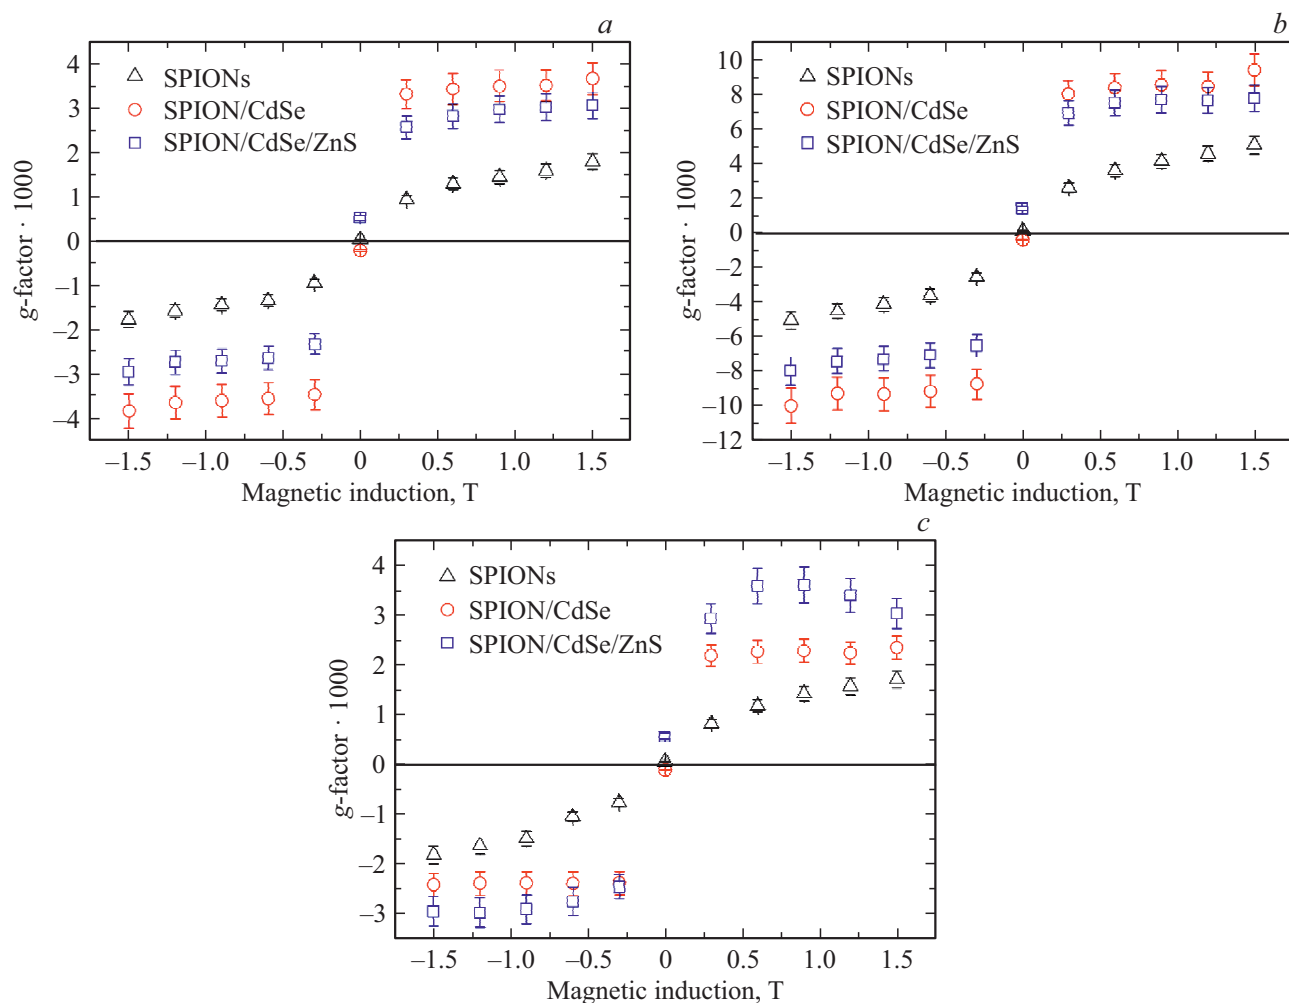 a
4
3
2
1
0
–1
–2
–3
–4
g-factor · 1000
SPIONs
SPION/CdSe
SPION/CdSe/ZnS
–1.5
–1.0
–0.5
0
0.5
1.0
1.5
Magnetic induction, T
b
10
8
6
4
2
0
–2
–4
–6
–8
–10
–12
g-factor · 1000
SPIONs
SPION/CdSe
SPION/CdSe/ZnS
–1.5
–1.0
–0.5
0
0.5
1.0
1.5
Magnetic induction, T
c
4
3
2
1
0
–1
–2
–3
g-factor · 1000
SPIONs
SPION/CdSe
SPION/CdSe/ZnS
–1.5
–1.0
–0.5
0
0.5
1.0
1.5
Magnetic induction, T